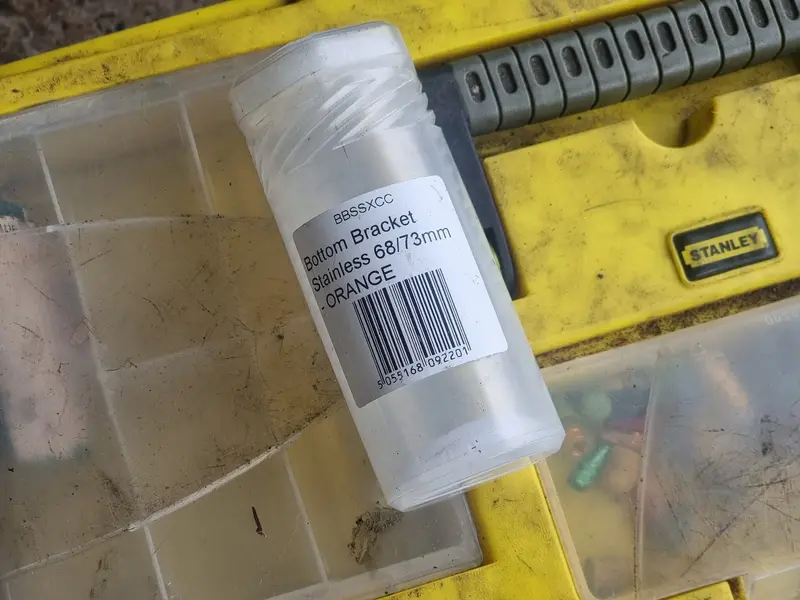 BBSSXCC
Bottom Bracket
Stainless 68/73mm
- ORANGE
5 055168 092201
STANLEY